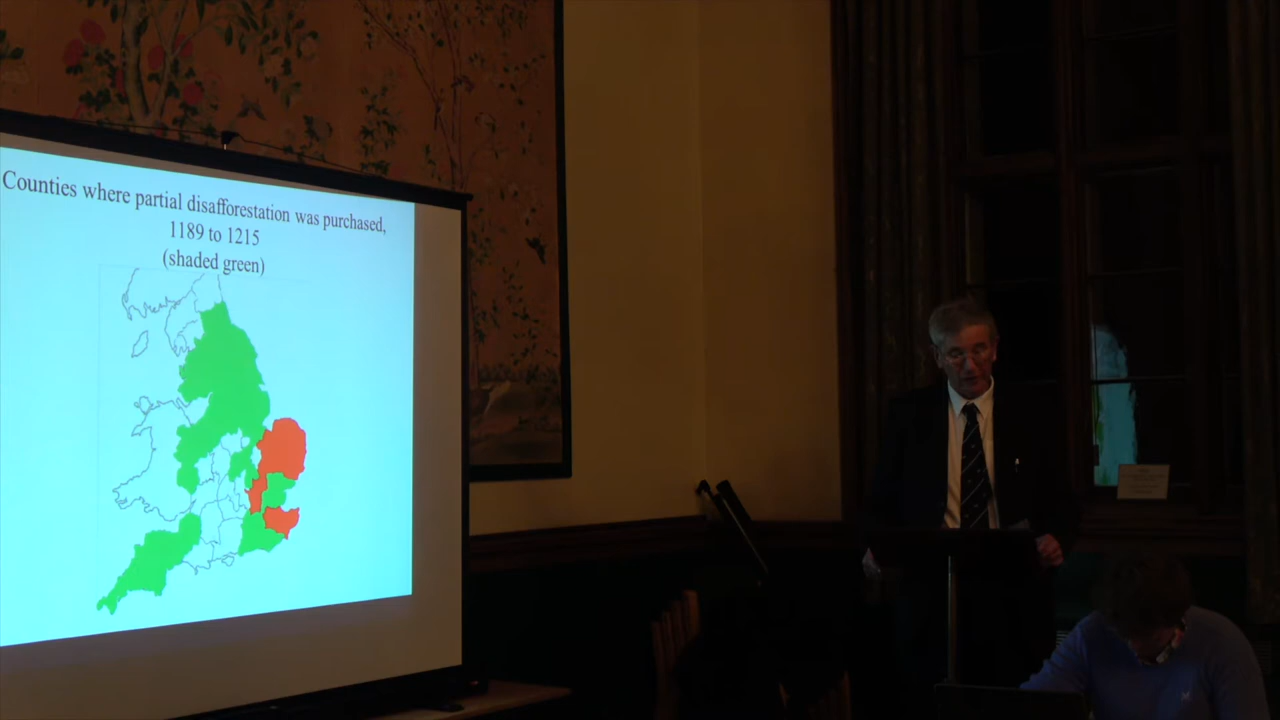 Counties where partial disafforestation was purchased,
1189 to 1215
(shaded green)